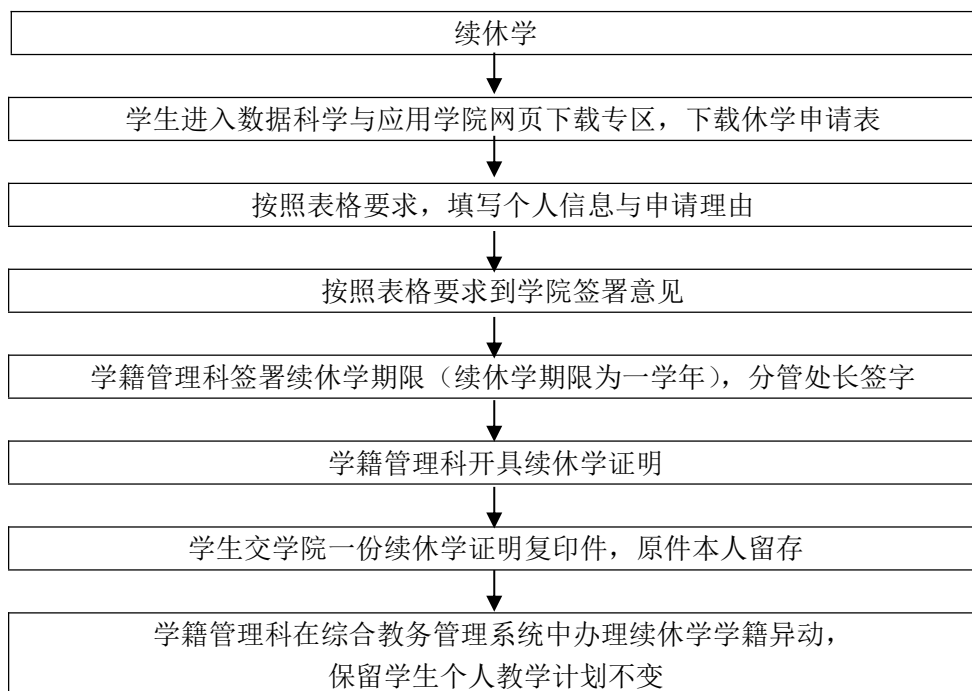 续休学
学生进入数据科学与应用学院网页下载专区，下载休学申请表
按照表格要求，填写个人信息与申请理由
按照表格要求到学院签署意见
学籍管理科签署续休学期限（续休学期限为一学年），分管处长签字
学籍管理科开具续休学证明
学生交学院一份续休学证明复印件，原件本人留存
学籍管理科在综合教务管理系统中办理续休学学籍异动，
保留学生个人教学计划不变